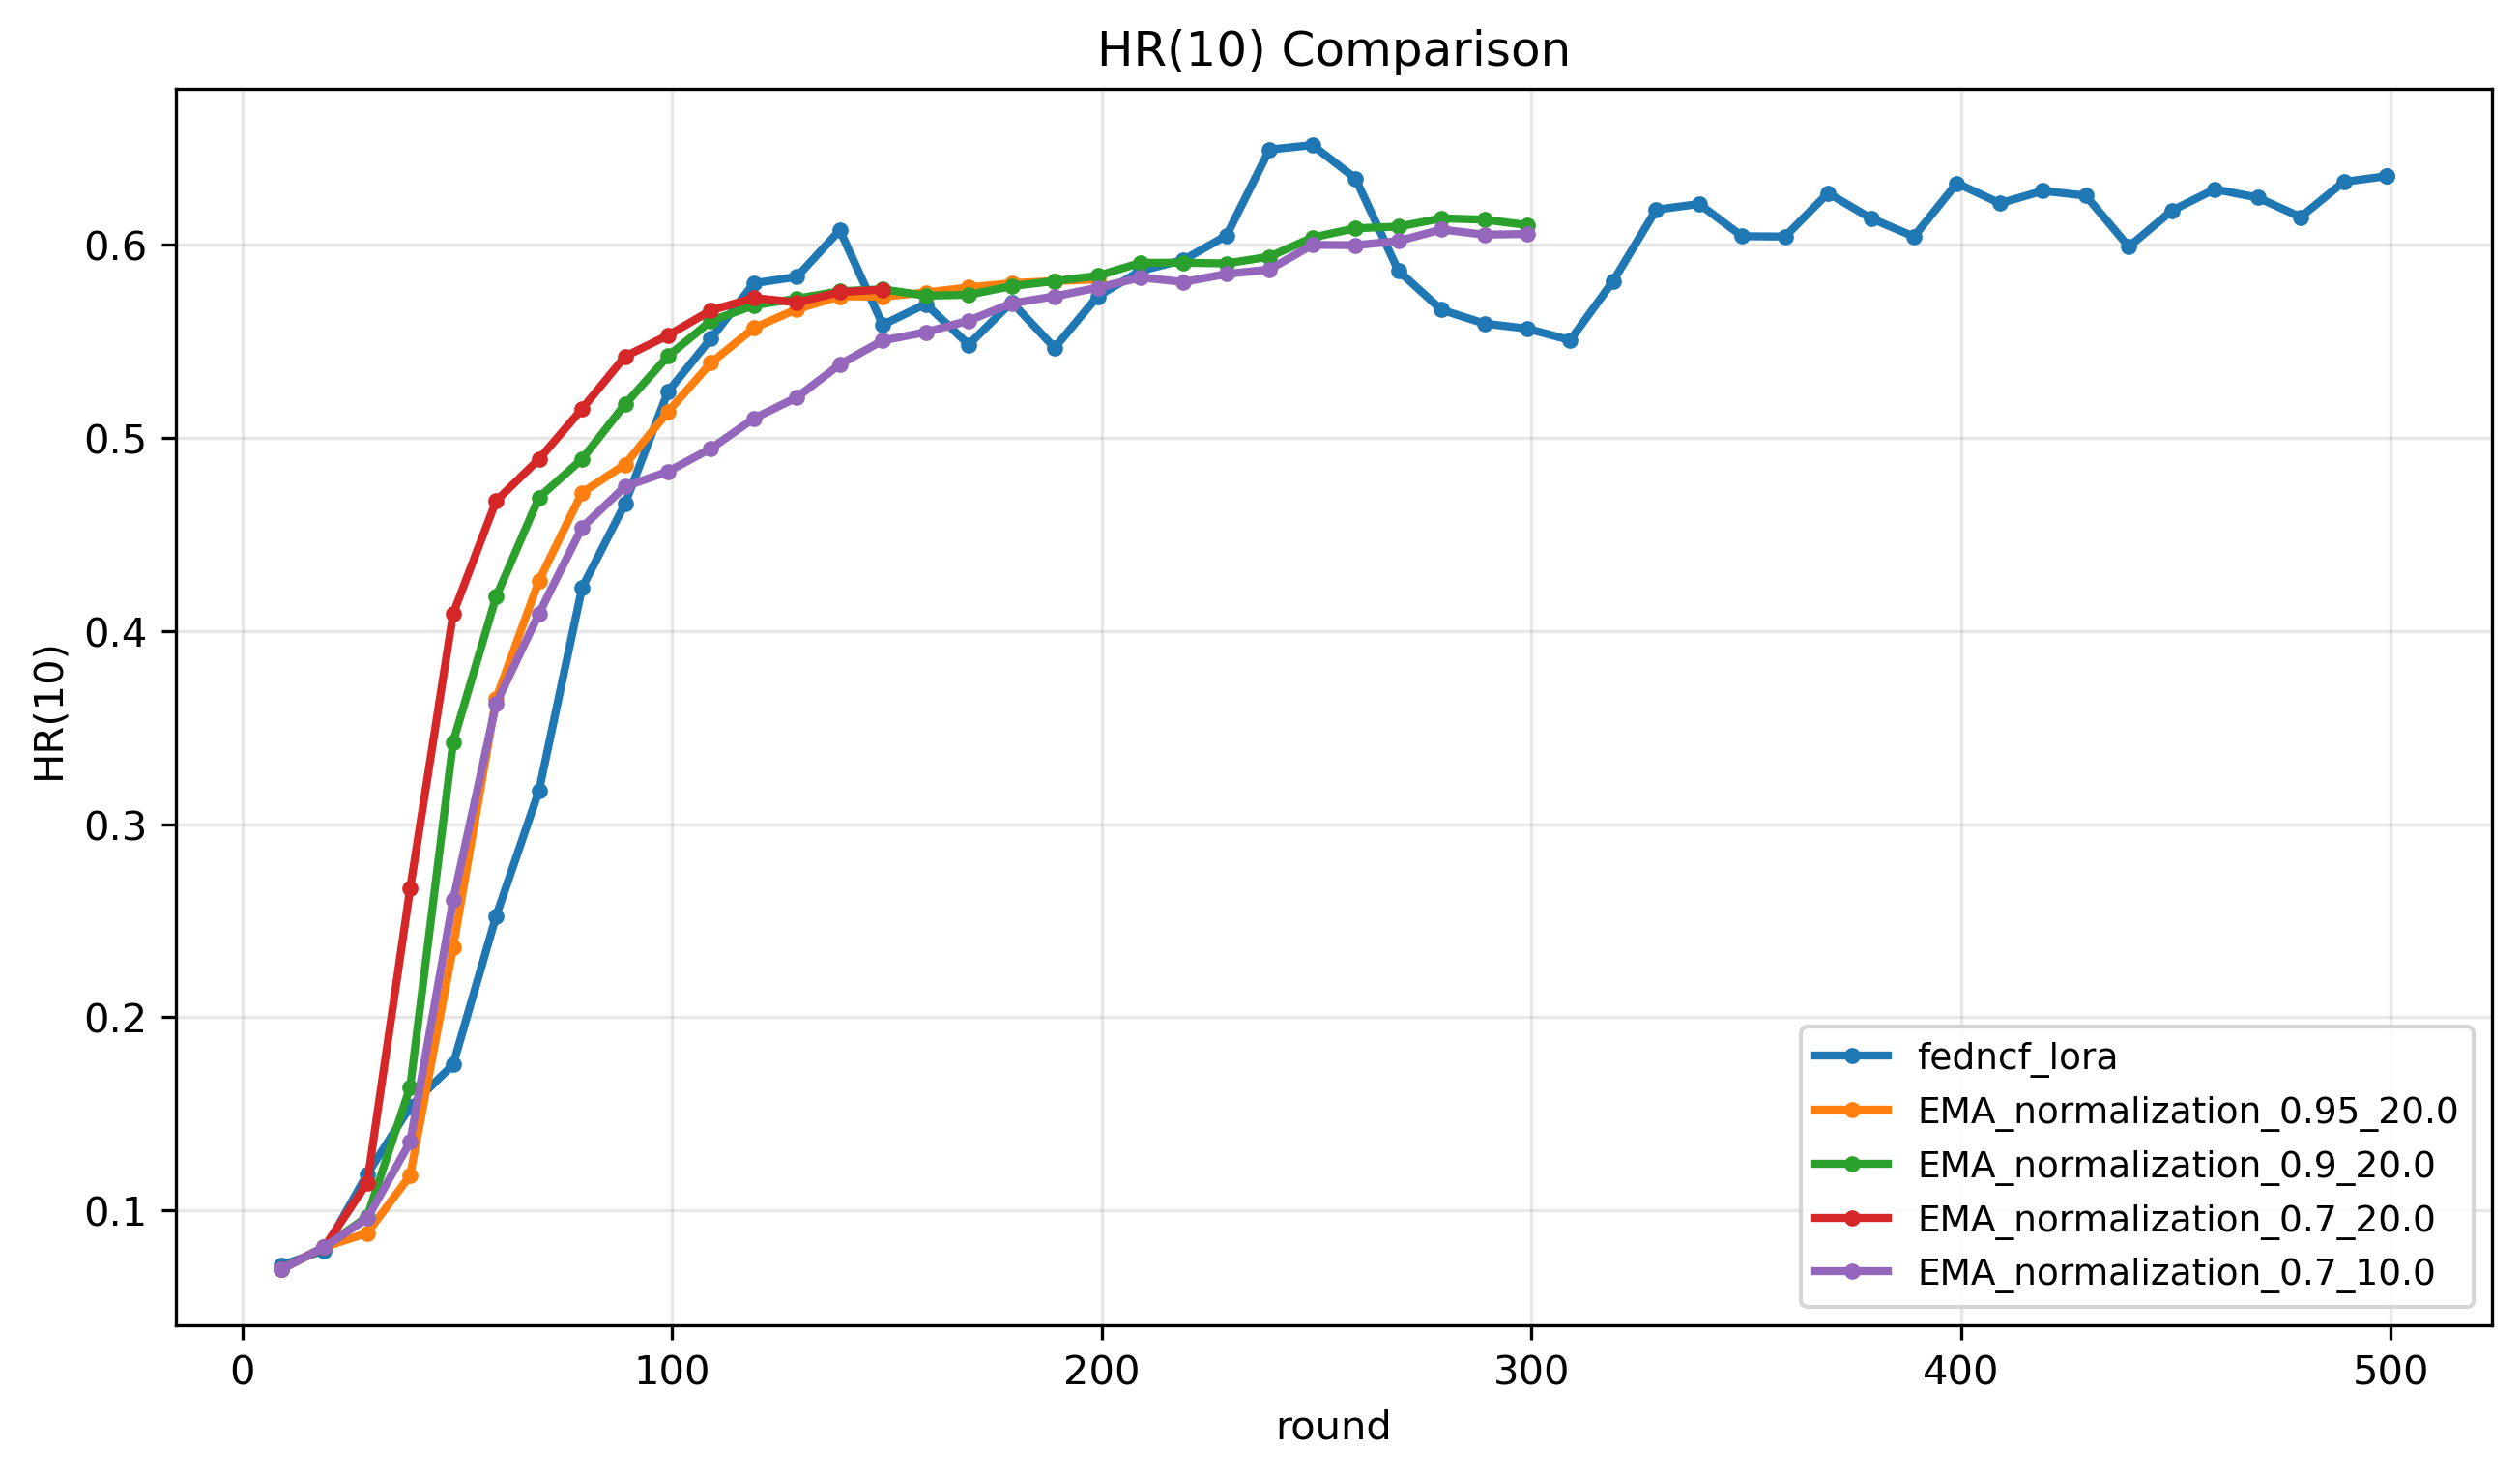 HR(10) Comparison
HR(10)
0.6
0.5
0.4
0.3
0.2
0.1
fedncf_lora
EMA_normalization_0.95_20.0
EMA_normalization_0.9_20.0
EMA_normalization_0.7_20.0
EMA_normalization_0.7_10.0
0 100 200 300 400 500
round